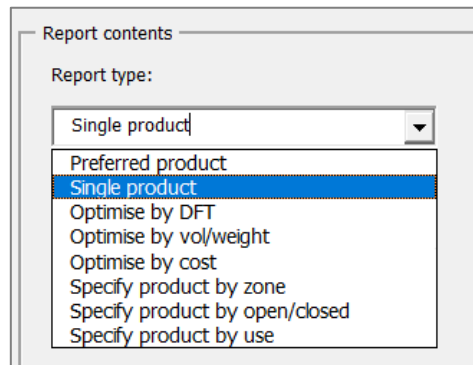 Report contents
Report type:
Single product
Preferred product
Single product
Optimise by DFT
Optimise by vol/weight
Optimise by cost
Specify product by zone
Specify product by open/closed
Specify product by use